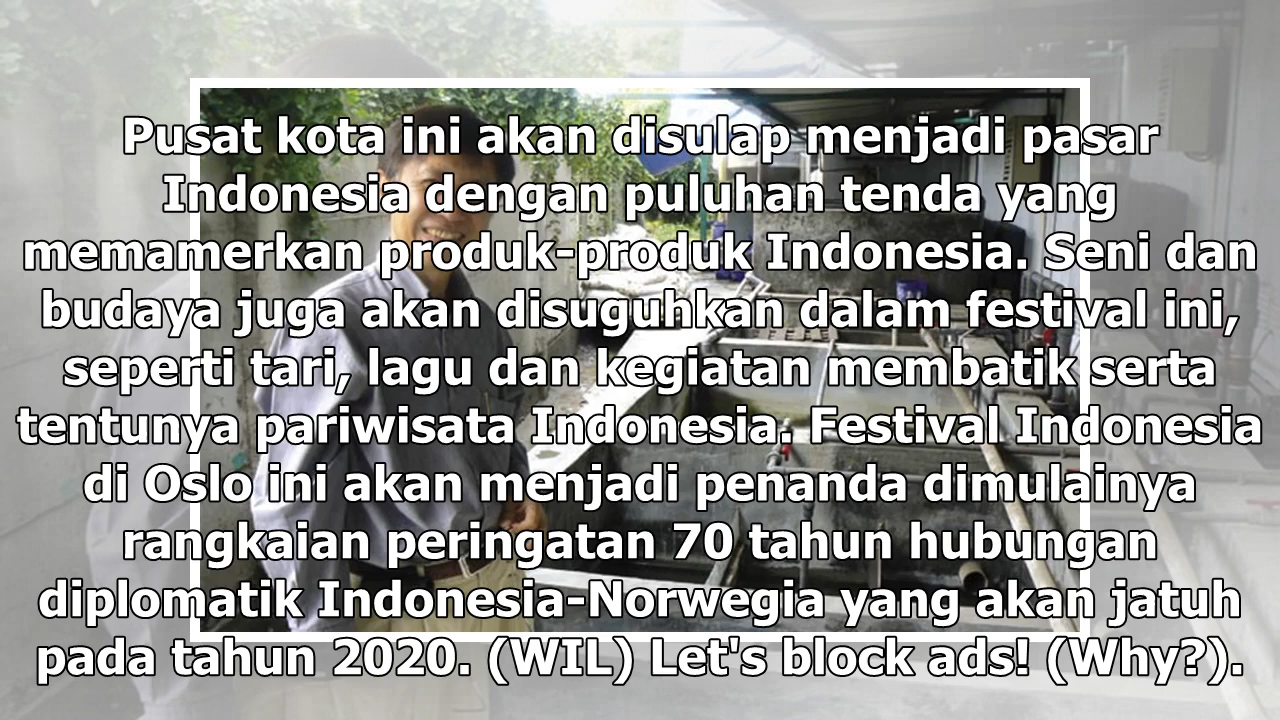 Pusat kota ini akan disulap menjadi pasar
Indonesia dengan puluhan tenda yang
memamerkan produk-produk Indonesia. Seni dan
budaya juga akan disuguhkan dalam festival ini,
seperti tari, lagu dan kegiatan membatik serta
tentunya pariwisata Indonesia. Festival Indonesia
di Oslo ini akan menjadi penanda dimulainya
rangkaian peringatan 70 tahun hubungan
diplomatik Indonesia-Norwegia yang akan jatuh
pada tahun 2020. (WIL) Let's block ads! (Why?).